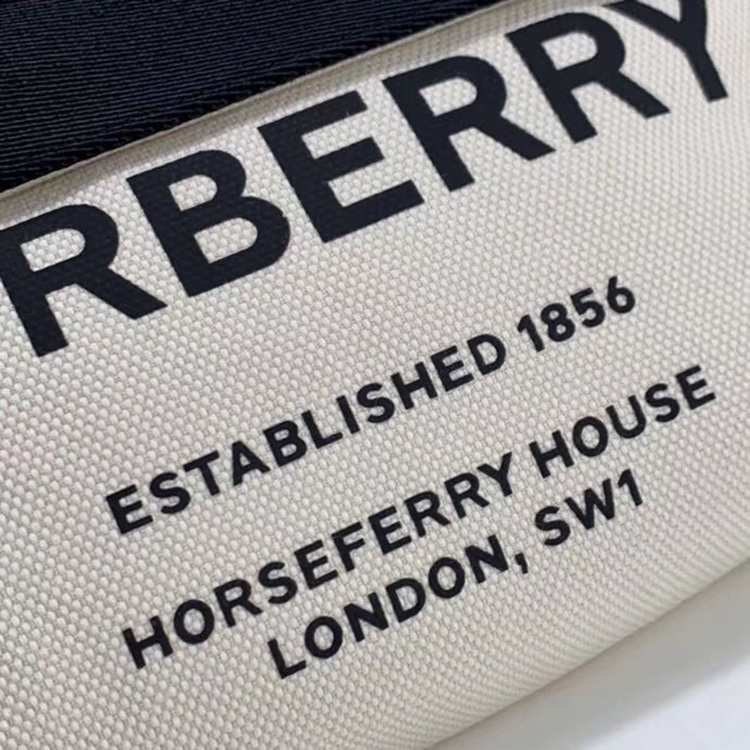 RBERRY
ESTABLISHED 1856
HORSEFERRY HOUSE
LONDON, SW1